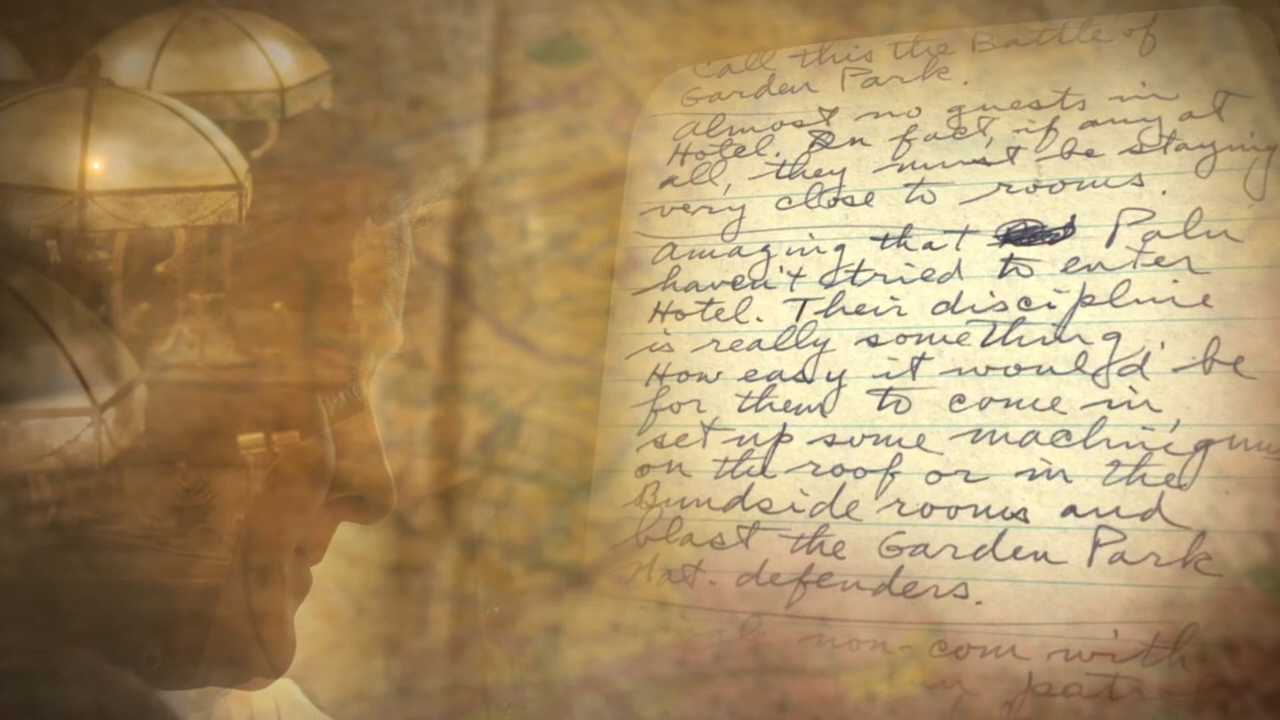 Call this the Battle of
Garden Park.
Almost no guests in
Hotel. In fact, if any at
all, they must be staying
very close to rooms.
Amazing that Palu
haven't tried to enter
Hotel. Their discipline
is really something.
How easy it would be
for them to come in,
set up some machineguns
on the roof or in the
Bundside rooms and
blast the Garden Park
Nat. defenders.
non-com with
patrol